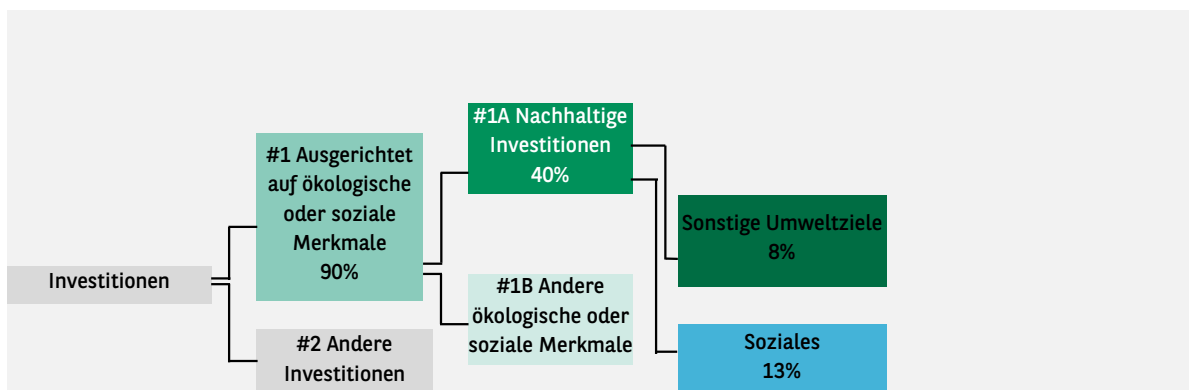 Investitionen
#1 Ausgerichtet
auf ökologische
oder soziale
Merkmale
90%
#2 Andere
Investitionen
#1A Nachhaltige
Investitionen
40%
#1B Andere
ökologische oder
soziale Merkmale
Sonstige Umweltziele
8%
Soziales
13%